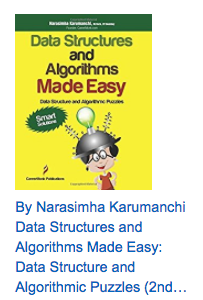 Narasimha Karumanchi
Data Structures
and
Algorithms
Made Easy
Data Structure and Algorithmic Puzzles
Smart
Solutions
CareerMonk Publications
By Narasimha Karumanchi
Data Structures and
Algorithms Made Easy:
Data Structure and
Algorithmic Puzzles (2nd…